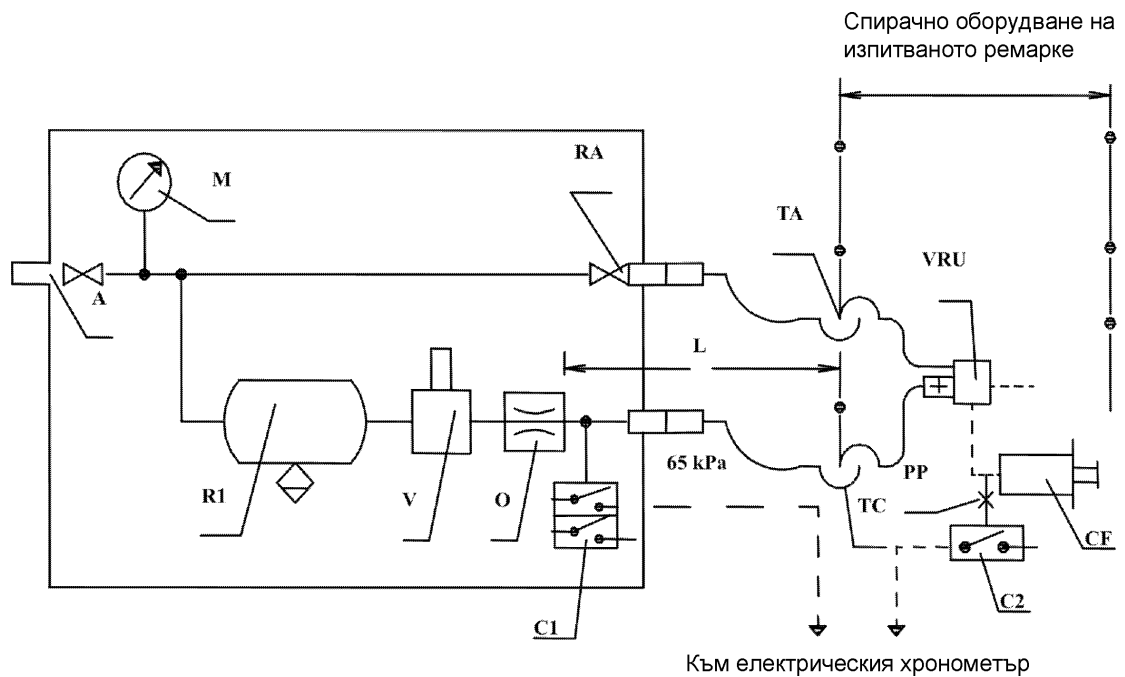 Спирачно оборудване на
изпитваното ремарке
RA
M
TA
VRU
A
L
65 kPa
PP
R1
V
O
TC
CF
C2
C1
Към електрическия хронометър